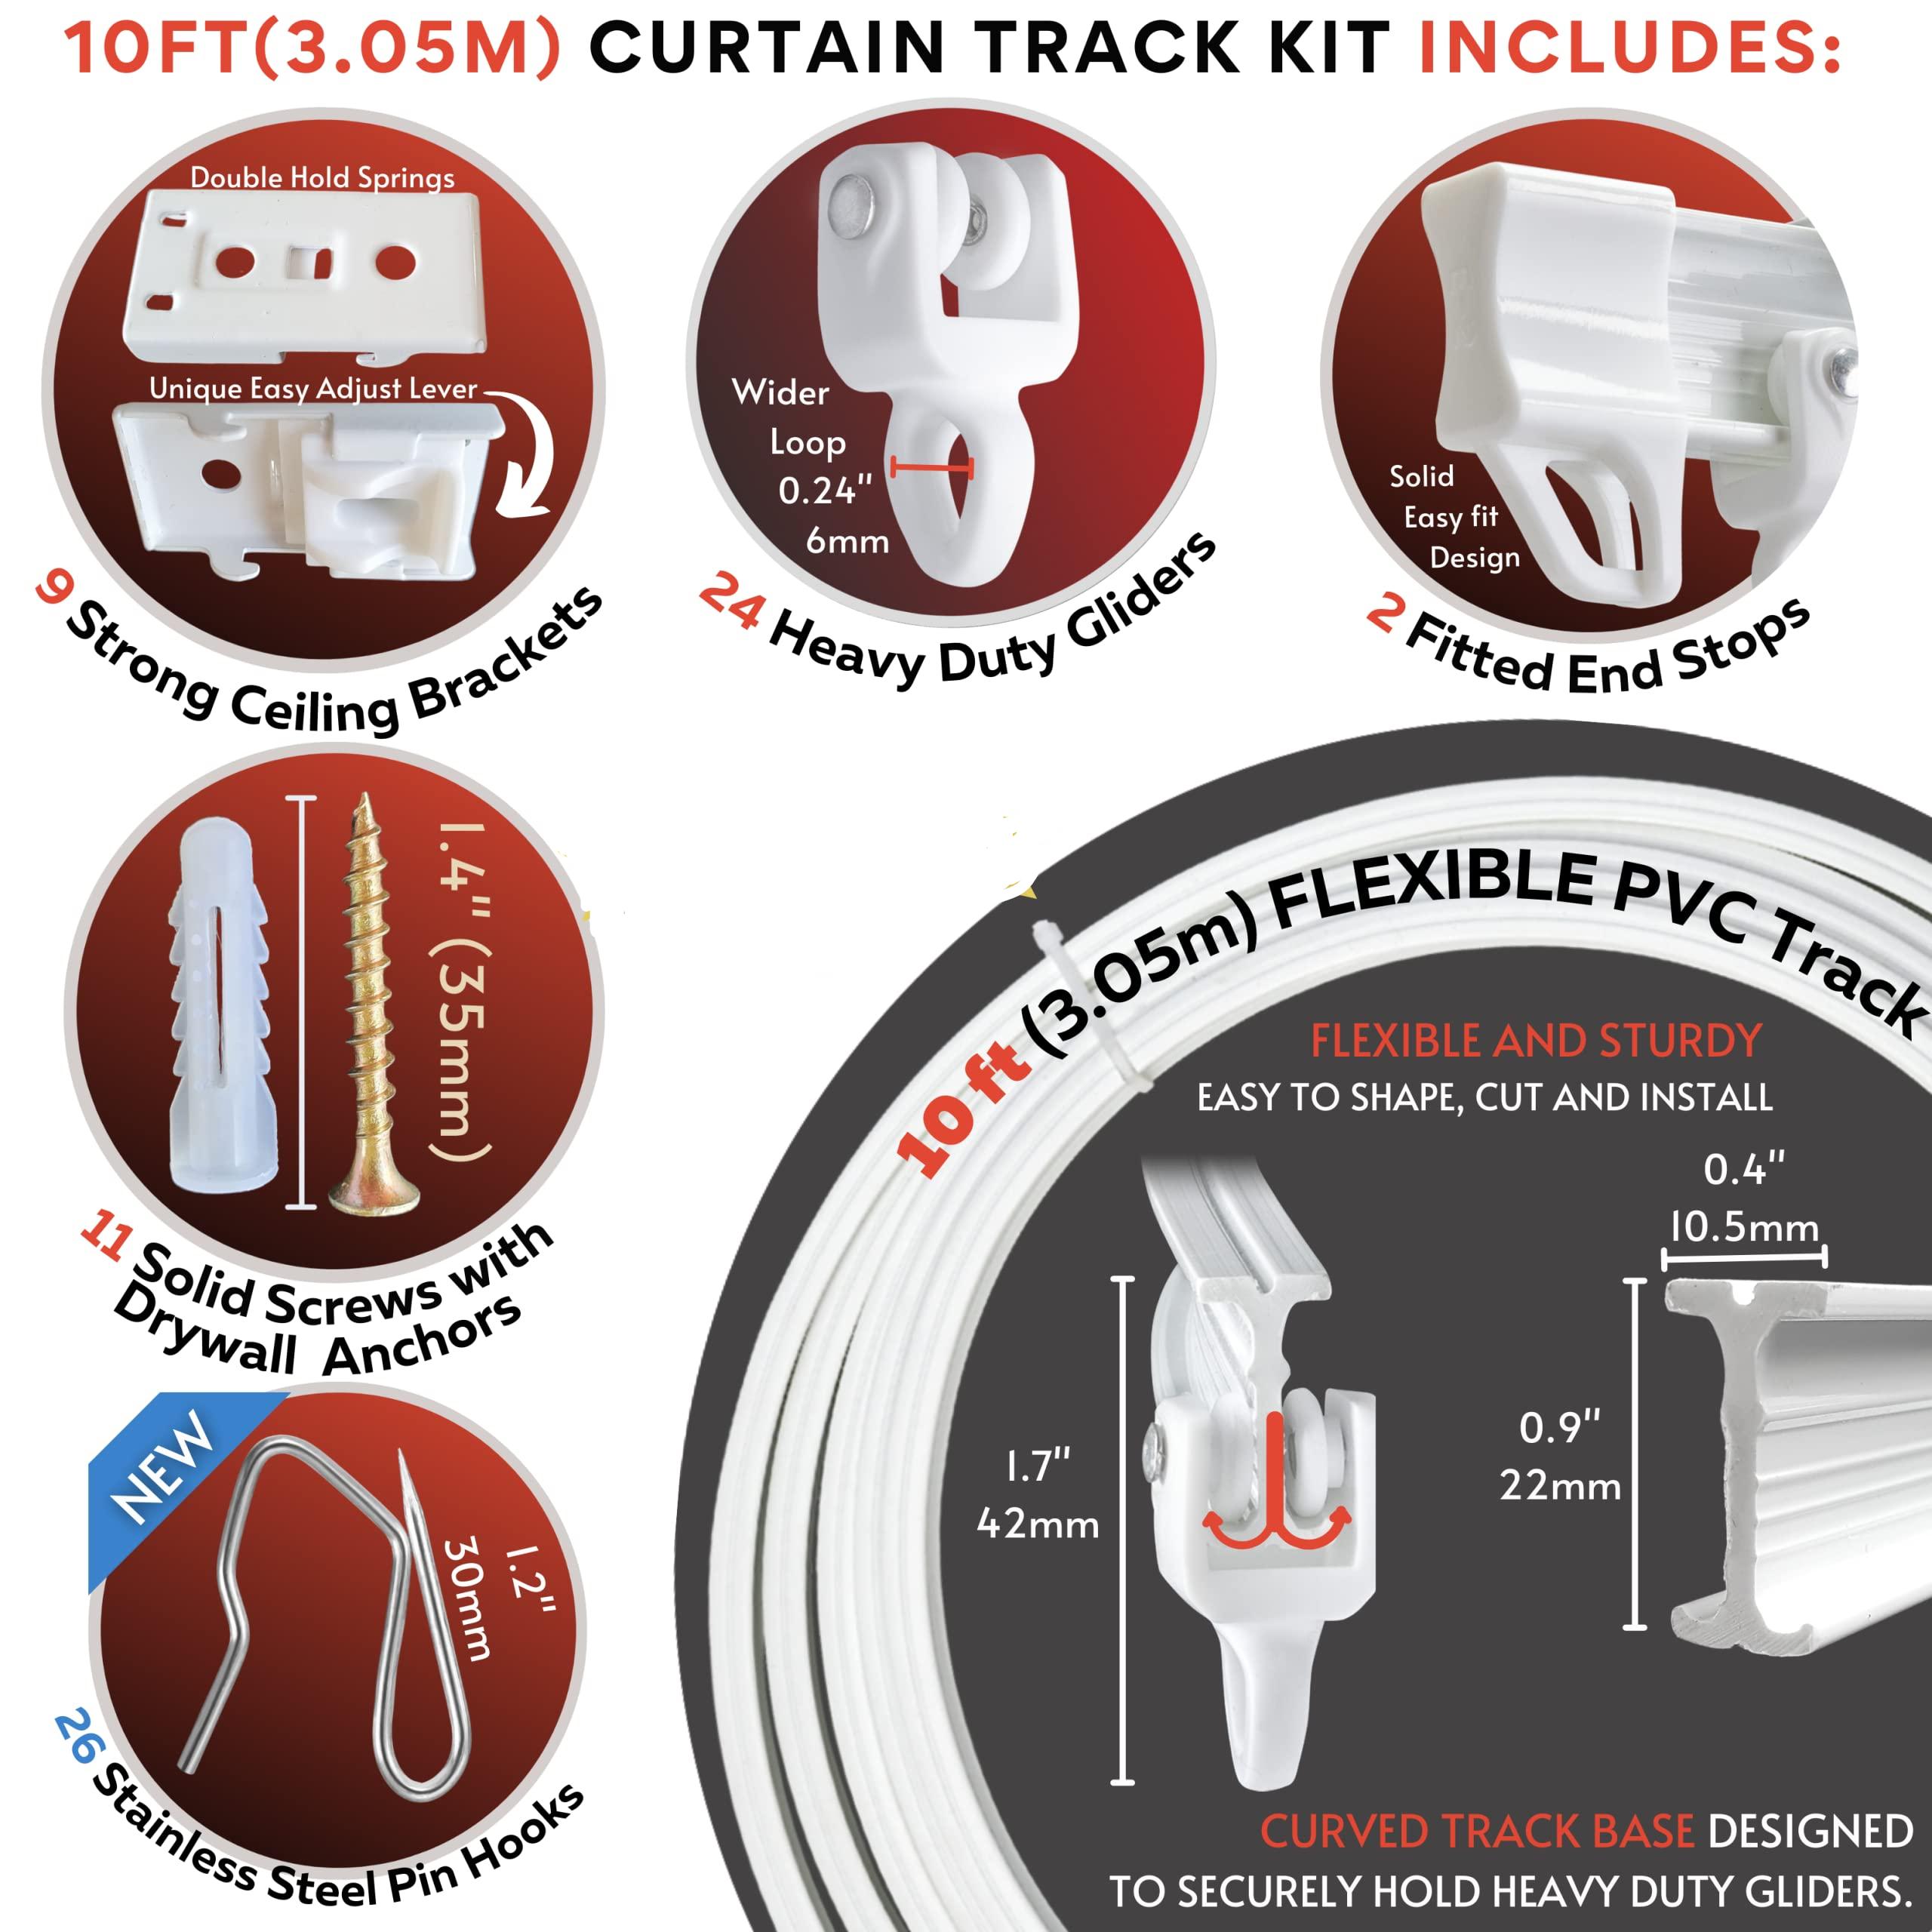 10FT(3.05M) CURTAIN TRACK KIT INCLUDES:
Double Hold Springs
Unique Easy Adjust Lever
9 Strong Ceiling Brackets
Wider
Loop
0.24"
6mm
24 Heavy Duty Gliders
Solid
Easy fit
Design
2 Fitted End Stops
1.4" (35mm)
11 Solid Screws with
Drywall Anchors
NEW
1.2"
30mm
26 Stainless Steel Pin Hooks
10 ft (3.05m) FLEXIBLE PVC Track
FLEXIBLE AND STURDY
EASY TO SHAPE, CUT AND INSTALL
0.4"
10.5mm
1.7"
42mm
0.9"
22mm
CURVED TRACK BASE DESIGNED
TO SECURELY HOLD HEAVY DUTY GLIDERS.